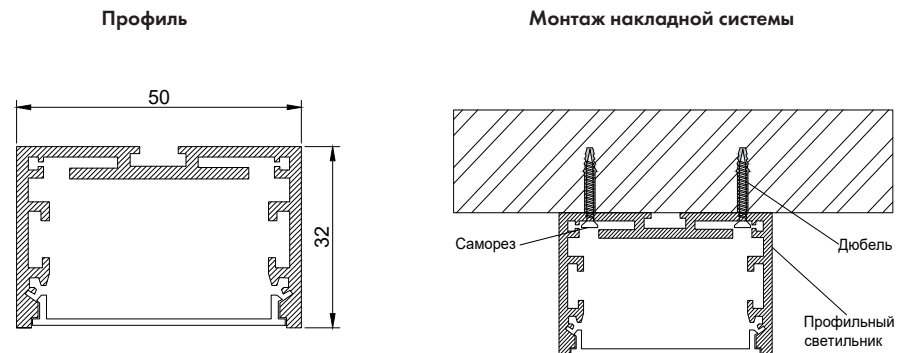 Профиль
Монтаж накладной системы
50
32
Саморез
Дюбель
Профильный
светильник